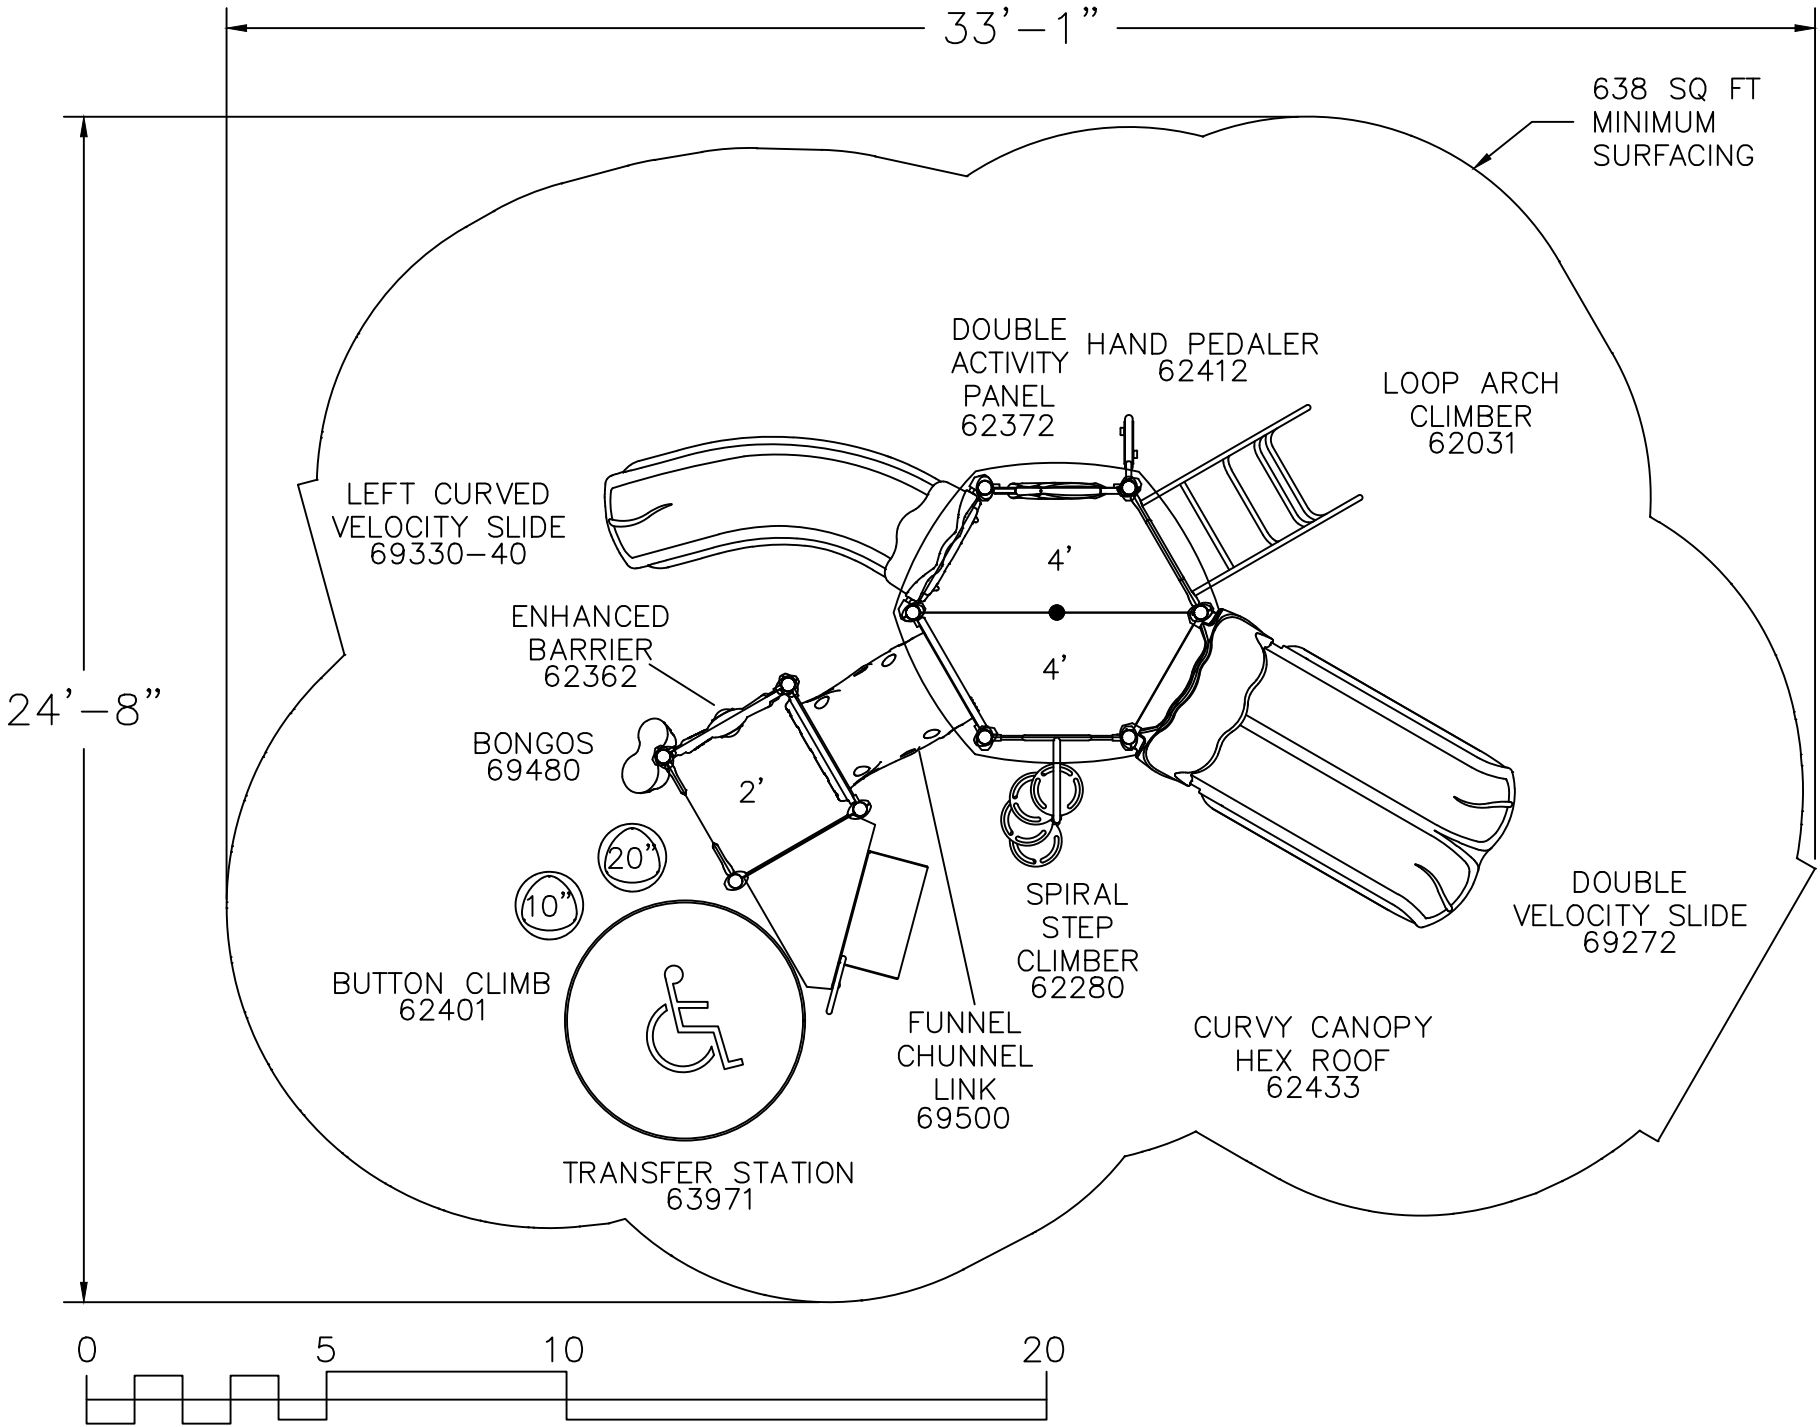 33'-1"
638 SQ FT
MINIMUM
SURFACING
DOUBLE
ACTIVITY
PANEL
62372
HAND PEDALER
62412
LOOP ARCH
CLIMBER
62031
LEFT CURVED
VELOCITY SLIDE
69330-40
4'
4'
ENHANCED
BARRIER
62362
24'-8"
BONGOS
69480
2'
20"
10"
SPIRAL
STEP
CLIMBER
62280
DOUBLE
VELOCITY SLIDE
69272
BUTTON CLIMB
62401
FUNNEL
CHUNNEL
LINK
69500
CURVY CANOPY
HEX ROOF
62433
TRANSFER STATION
63971
0 5 10 20